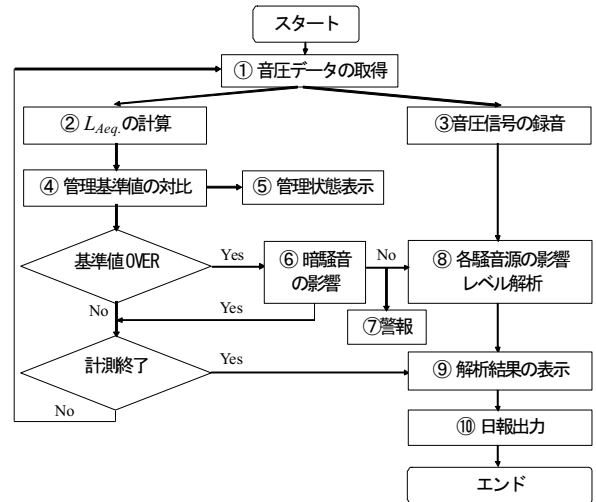 スタート
① 音圧データの取得
② L_Aeq.の計算
③音圧信号の録音
④ 管理基準値の対比
⑤ 管理状態表示
基準値OVER
Yes
⑥ 暗騒音
の影響
No
⑧ 各騒音源の影響
レベル解析
No
Yes
⑦警報
計測終了
Yes
⑨ 解析結果の表示
No
⑩ 日報出力
エンド